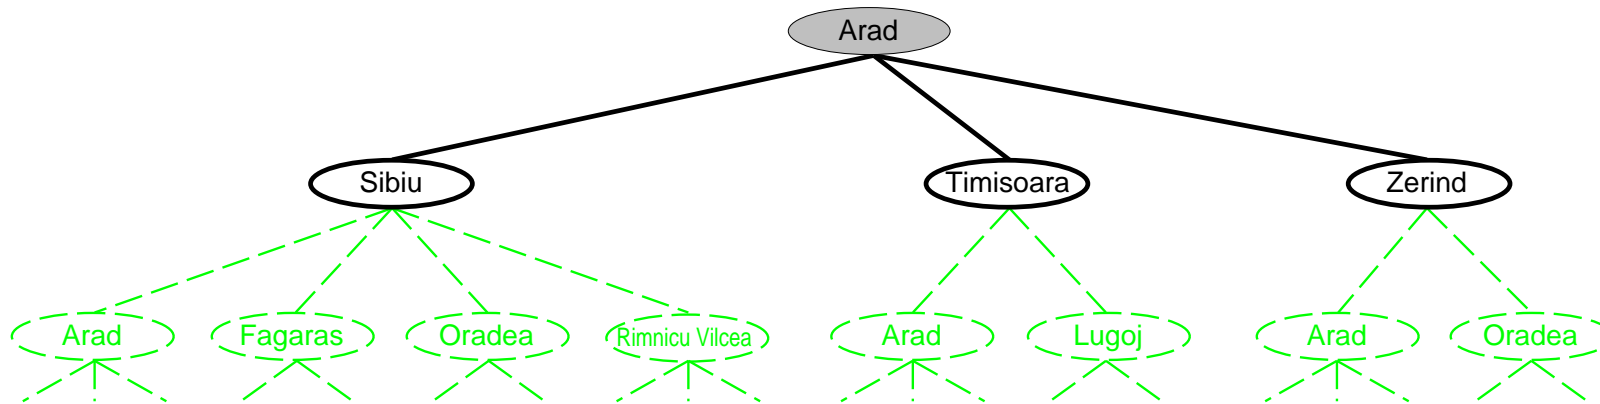 Arad
Sibiu
Timisoara
Zerind
Arad
Fagaras
Oradea
Rimnicu Vilcea
Arad
Lugoj
Arad
Oradea